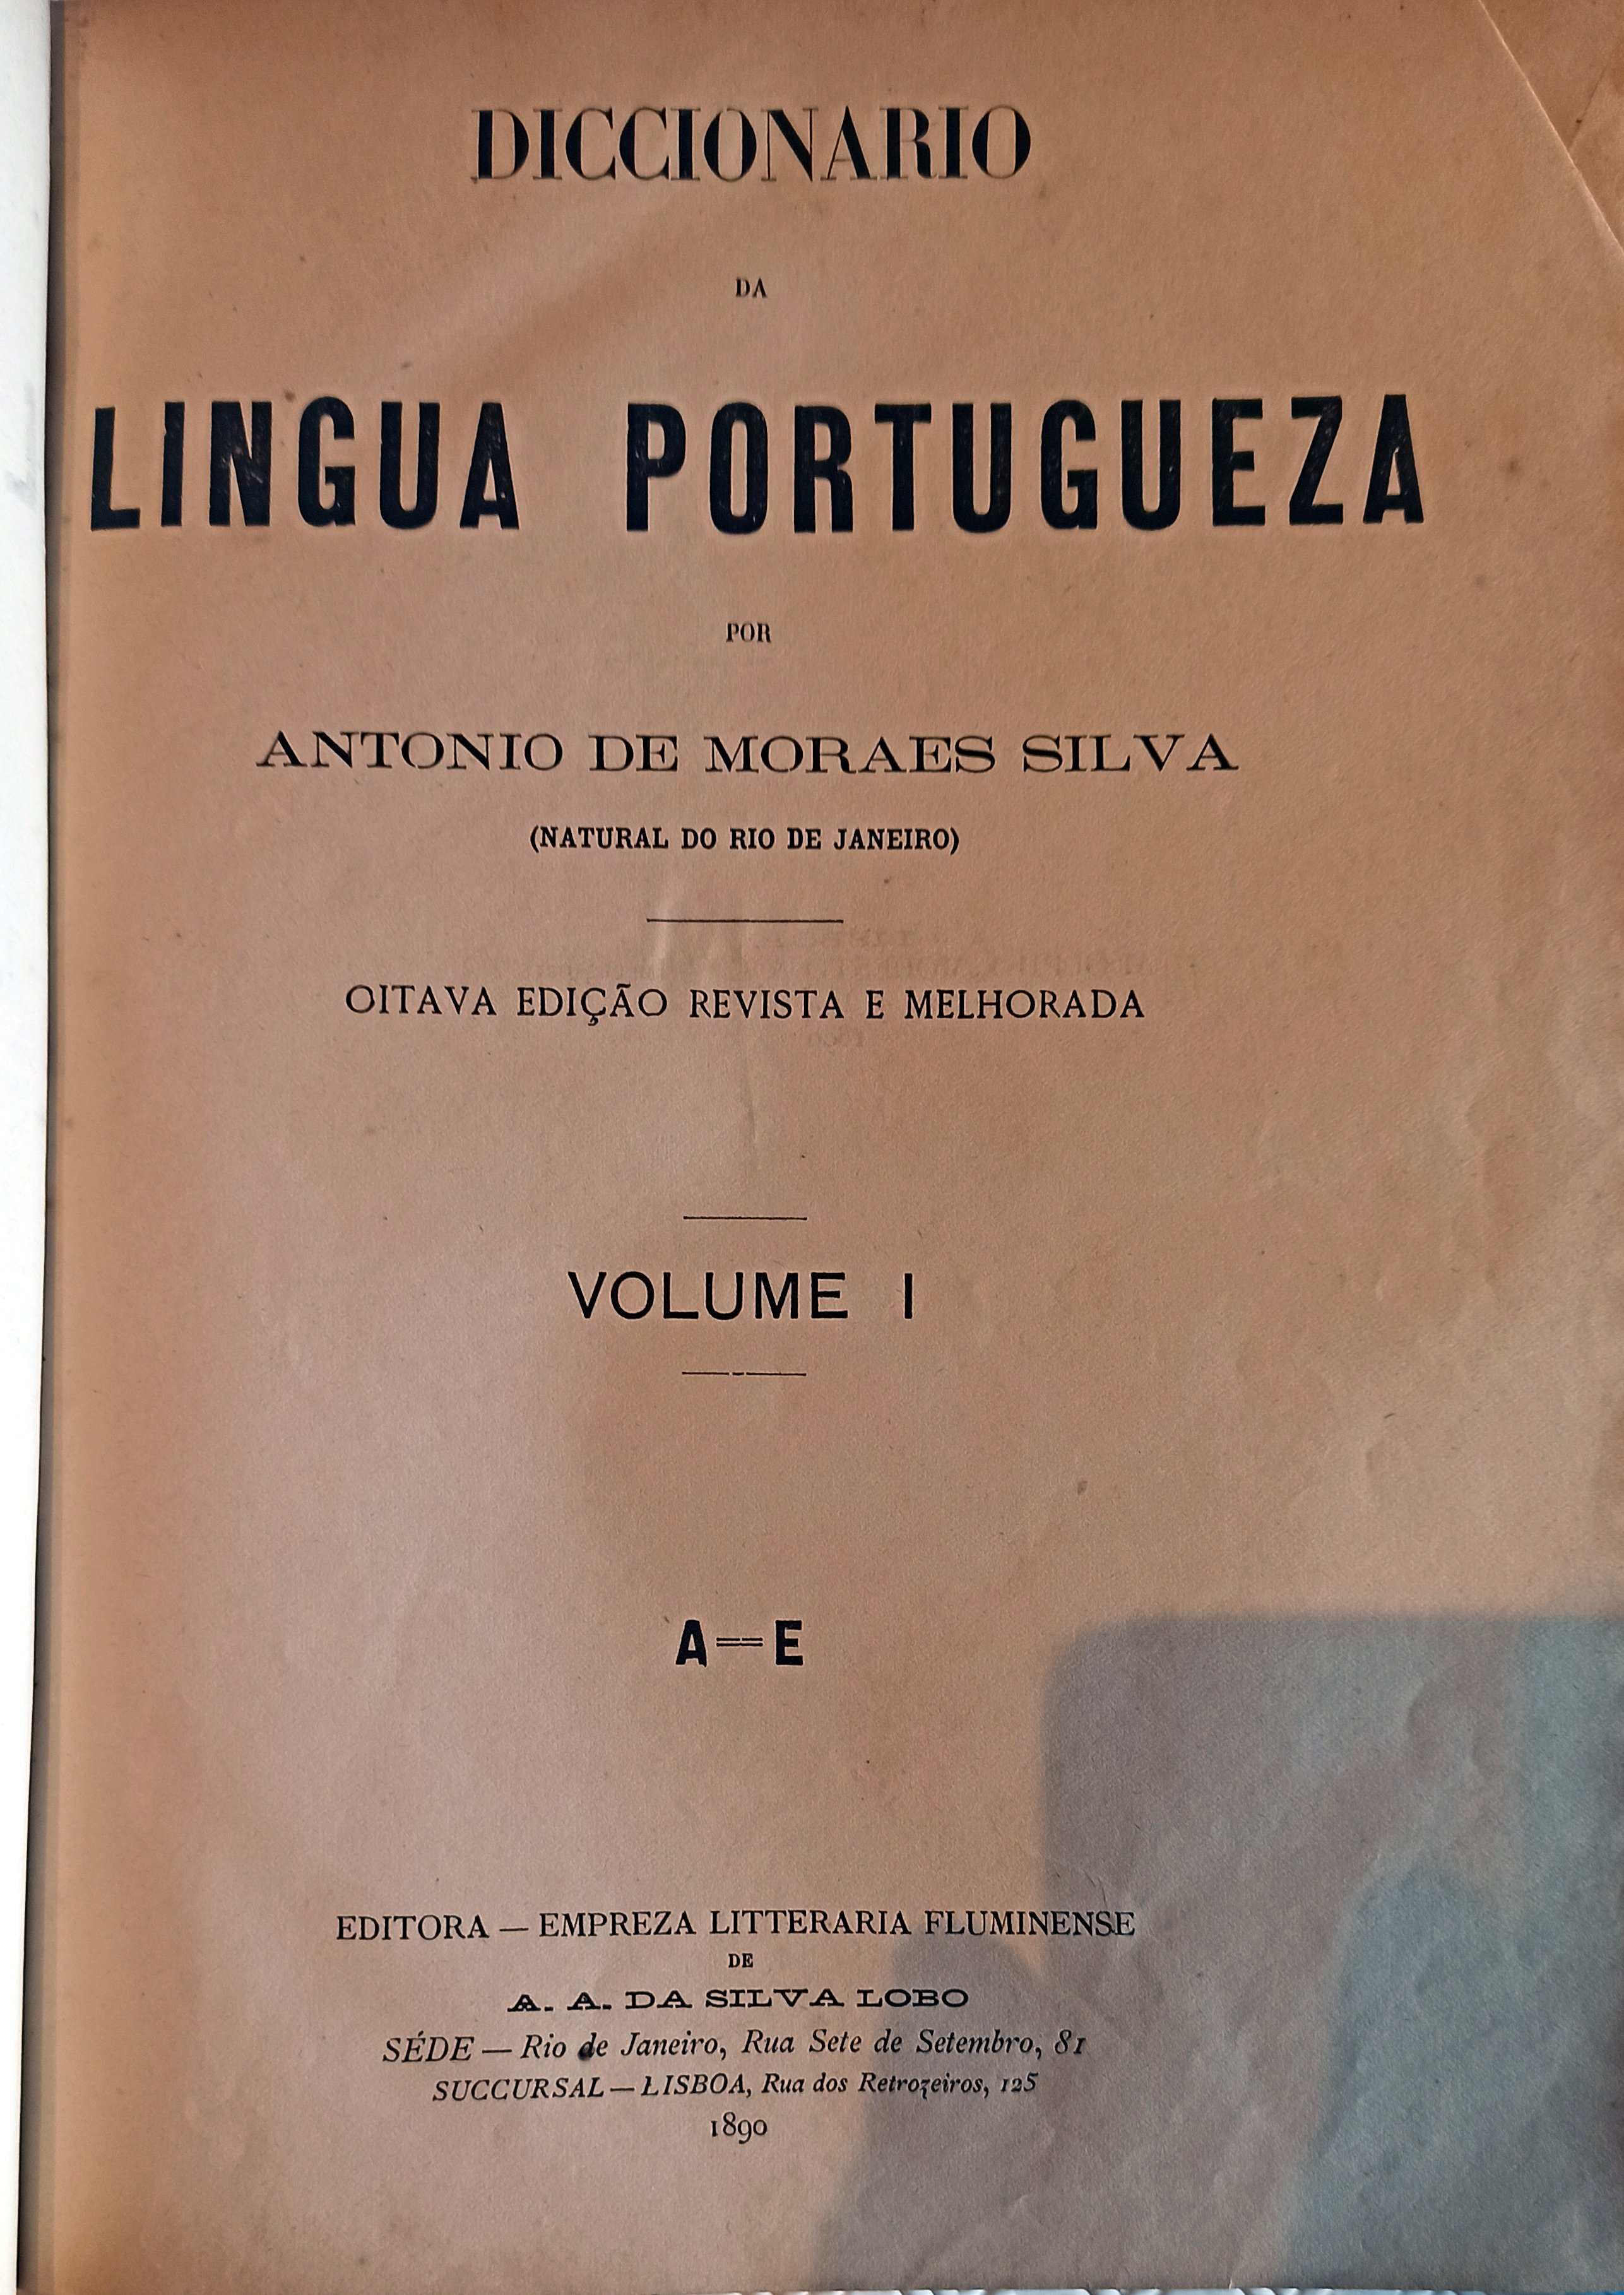 DICCIONARIO
DA
LINGUA PORTUGUEZA
POR
ANTONIO DE MORAES SILVA
(NATURAL DO RIO DE JANEIRO)
OITAVA EDIÇÃO REVISTA E MELHORADA
VOLUME I
A==E
EDITORA — EMPREZA LITTERARIA FLUMINENSE
DE
A. A. DA SILVA LOBO
SÉDE — Rio de Janeiro, Rua Sete de Setembro, 81
SUCCURSAL — LISBOA, Rua dos Retrozeiros, 125
1890